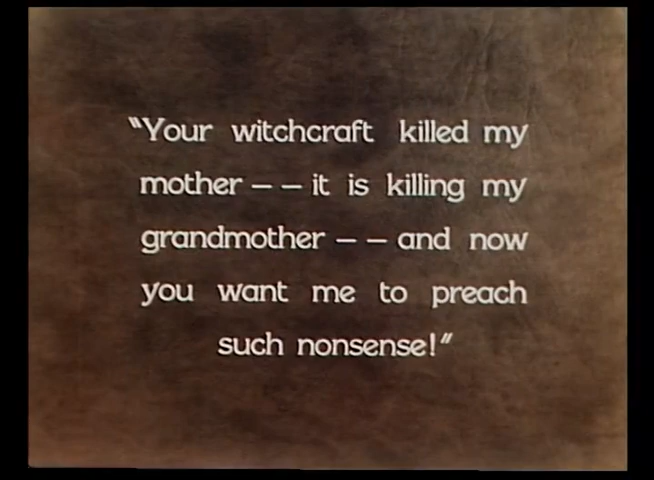 "Your witchcraft killed my
mother -- it is killing my
grandmother -- and now
you want me to preach
such nonsense!"